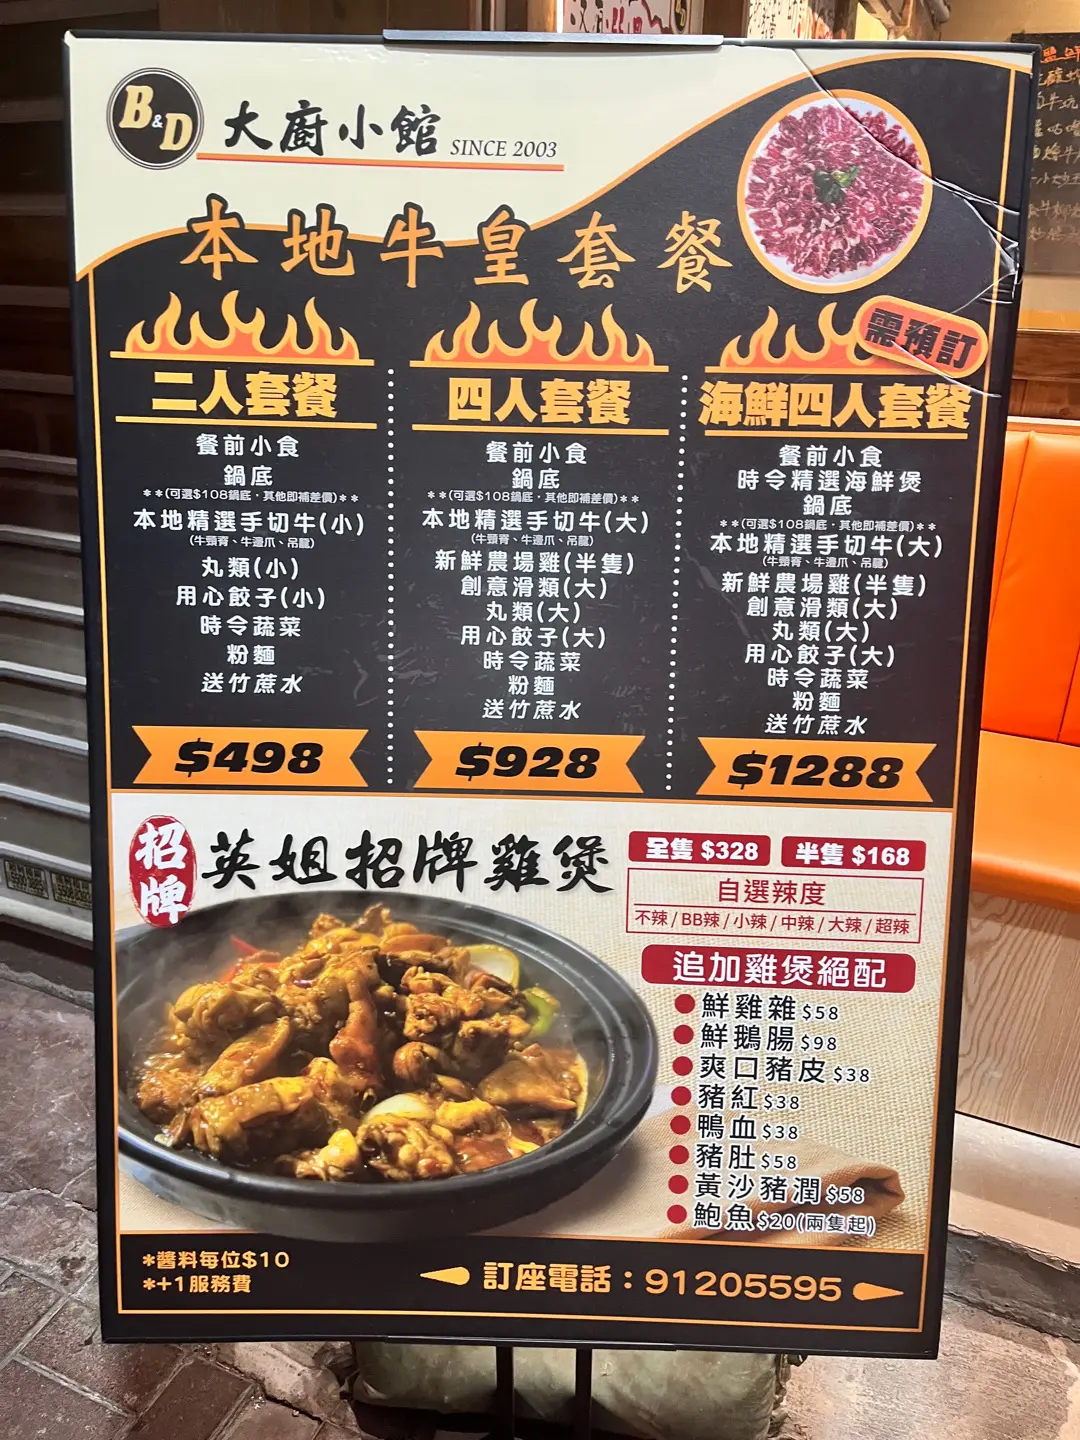 B&D 大廚小館 SINCE 2003
本地牛皇套餐
需預訂
二人套餐
餐前小食
鍋底
**(可選$108鍋底·其他即補差價)**
本地精選手切牛(小)
(牛頸脊、牛邊爪、吊龍)
丸類(小)
用心餃子(小)
時令蔬菜
粉麵
送竹蔗水
$498
四人套餐
餐前小食
鍋底
**(可選$108鍋底·其他即補差價)**
本地精選手切牛(大)
(牛頸脊、牛邊爪、吊龍)
新鮮農場雞(半隻)
創意滑類(大)
丸類(大)
用心餃子(大)
時令蔬菜
粉麵
送竹蔗水
$928
海鮮四人套餐
餐前小食
時令精選海鮮煲
鍋底
**(可選$108鍋底·其他即補差價)**
本地精選手切牛(大)
(牛頸脊、牛邊爪、吊龍)
新鮮農場雞(半隻)
創意滑類(大)
丸類(大)
用心餃子(大)
時令蔬菜
粉麵
送竹蔗水
$1288
招牌
英姐招牌雞煲
全隻 $328 半隻 $168
自選辣度
不辣/BB辣/小辣/中辣/大辣/超辣
追加雞煲絕配
鮮雞雜$58
鮮鵝腸$98
爽口豬皮$38
豬紅$38
鴨血$38
豬肚$58
黃沙豬潤$58
鮑魚$20(兩隻起)
*醬料每位$10
*+1服務費
訂座電話：91205595